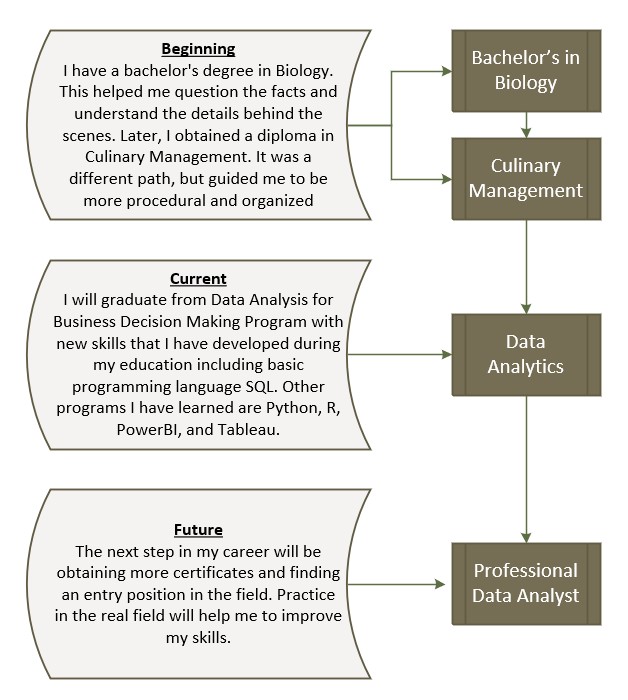 Beginning
I have a bachelor's degree in Biology.
This helped me question the facts and
understand the details behind the
scenes. Later, I obtained a diploma in
Culinary Management. It was a
different path, but guided me to be
more procedural and organized
Bachelor’s in
Biology
Culinary
Management
Current
I will graduate from Data Analysis for
Business Decision Making Program with
new skills that I have developed during
my education including basic
programming language SQL. Other
programs I have learned are Python, R,
PowerBI, and Tableau.
Data
Analytics
Future
The next step in my career will be
obtaining more certificates and finding
an entry position in the field. Practice
in the real field will help me to improve
my skills.
Professional
Data Analyst